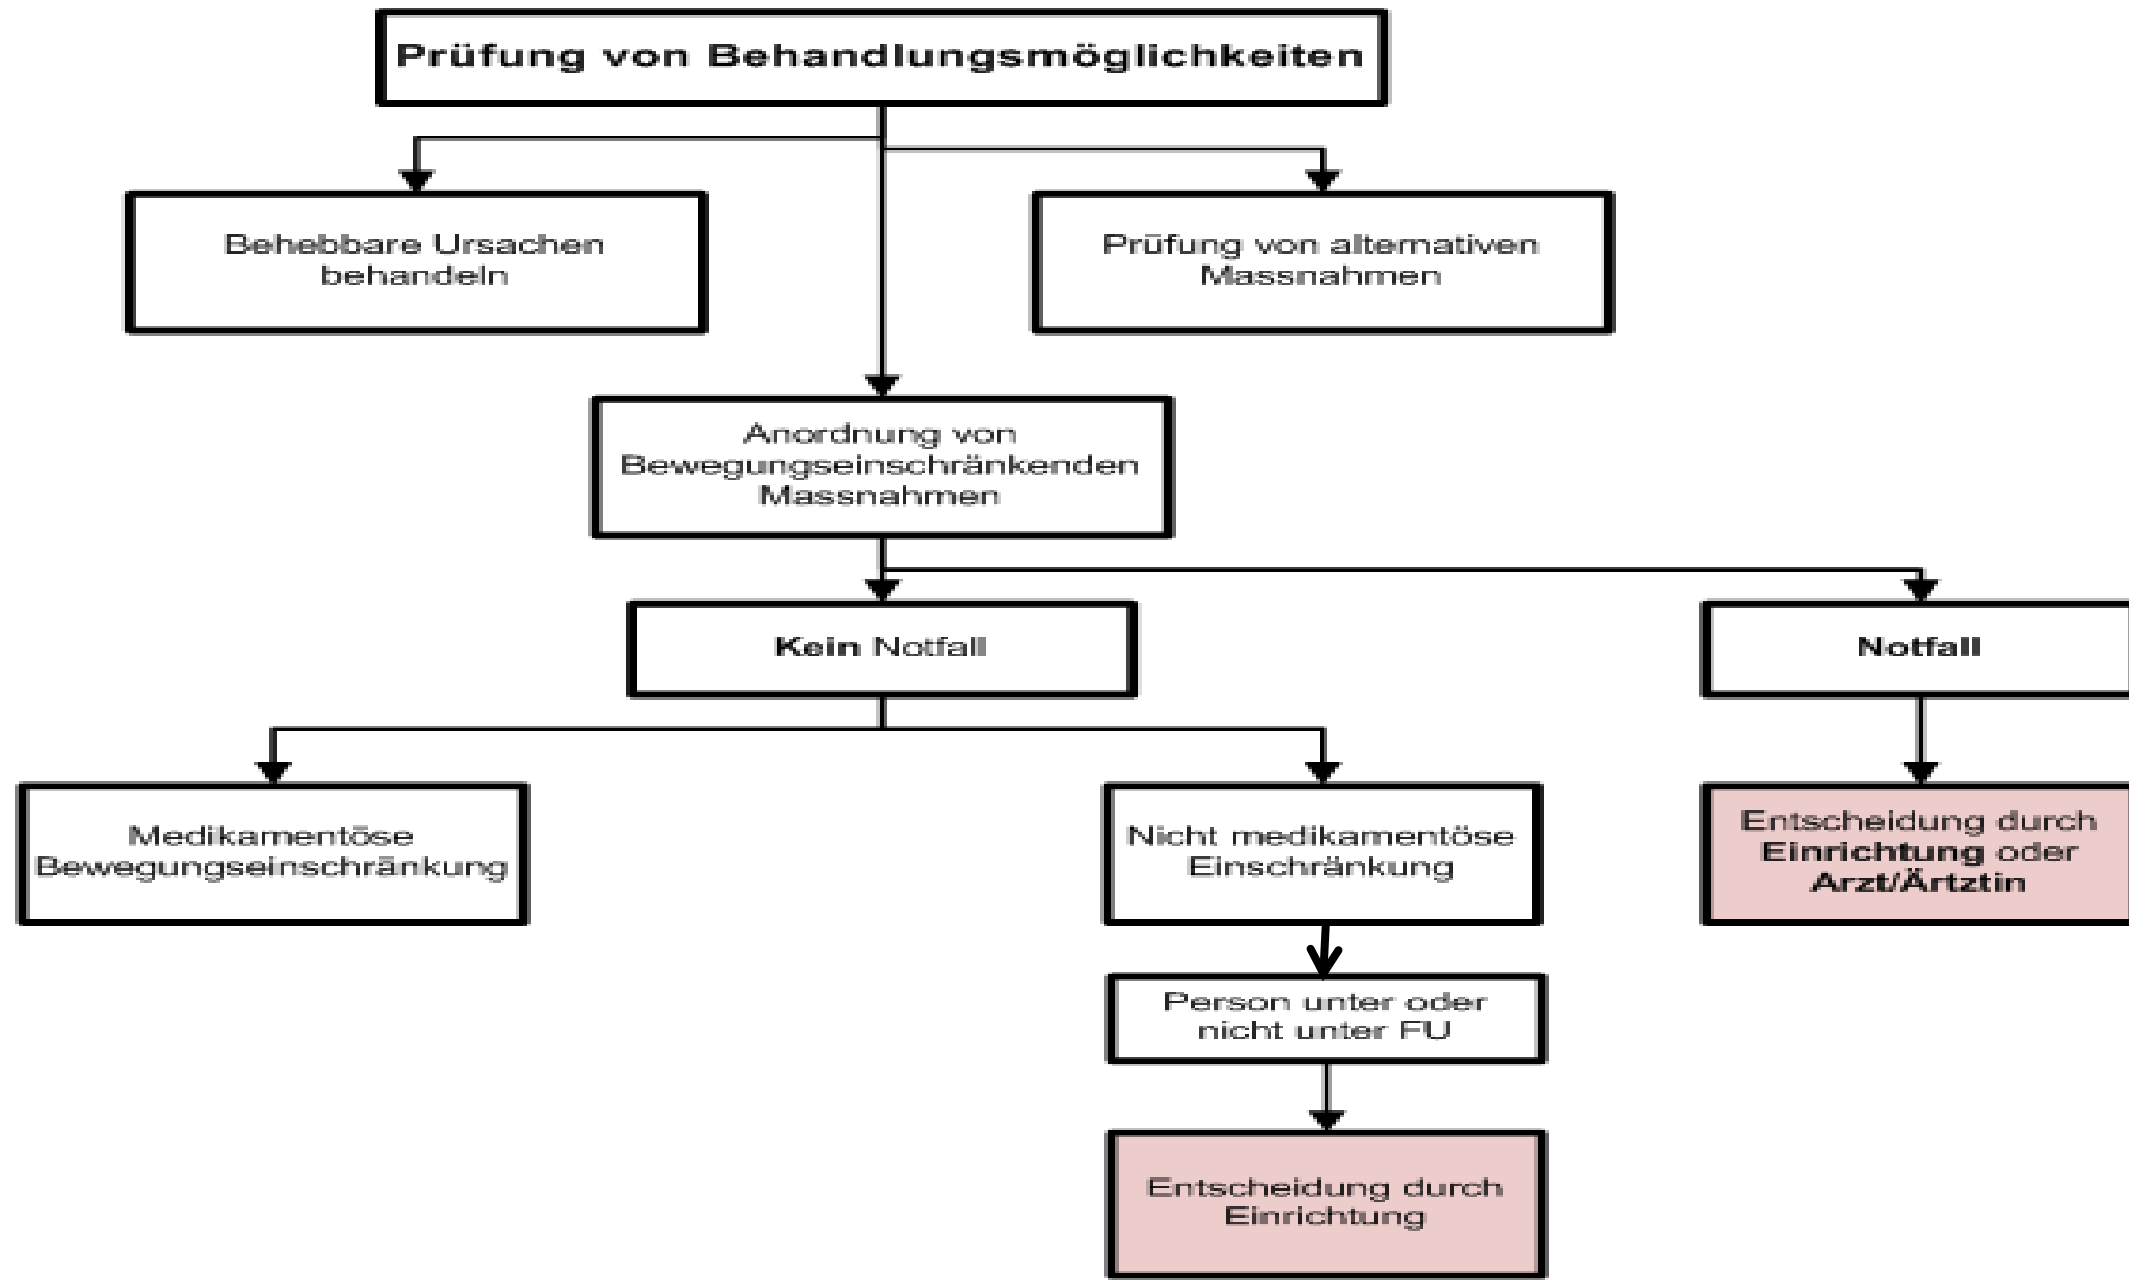 Prüfung von Behandlungsmöglichkeiten
Behebbare Ursachen
behandeln
Prüfung von alternativen
Massnahmen
Anordnung von
Bewegungseinschränkenden
Massnahmen
Kein Notfall
Notfall
Medikamentöse
Bewegungseinschränkung
Nicht medikamentöse
Einschränkung
Entscheidung durch
Einrichtung oder
Arzt/Ärtztin
Person unter oder
nicht unter FU
Entscheidung durch
Einrichtung